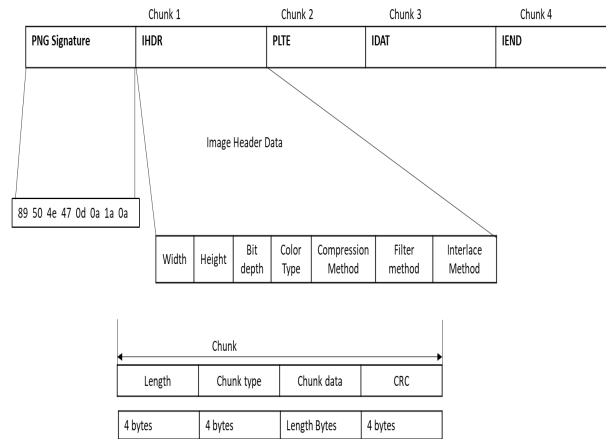 Chunk 1 Chunk 2 Chunk 3 Chunk 4
PNG Signature IHDR PLTE IDAT IEND
Image Header Data
89 50 4e 47 0d 0a 1a 0a
Width Height Bit depth Color Type Compression Method Filter method Interlace Method
Chunk
Length Chunk type Chunk data CRC
4 bytes 4 bytes Length Bytes 4 bytes